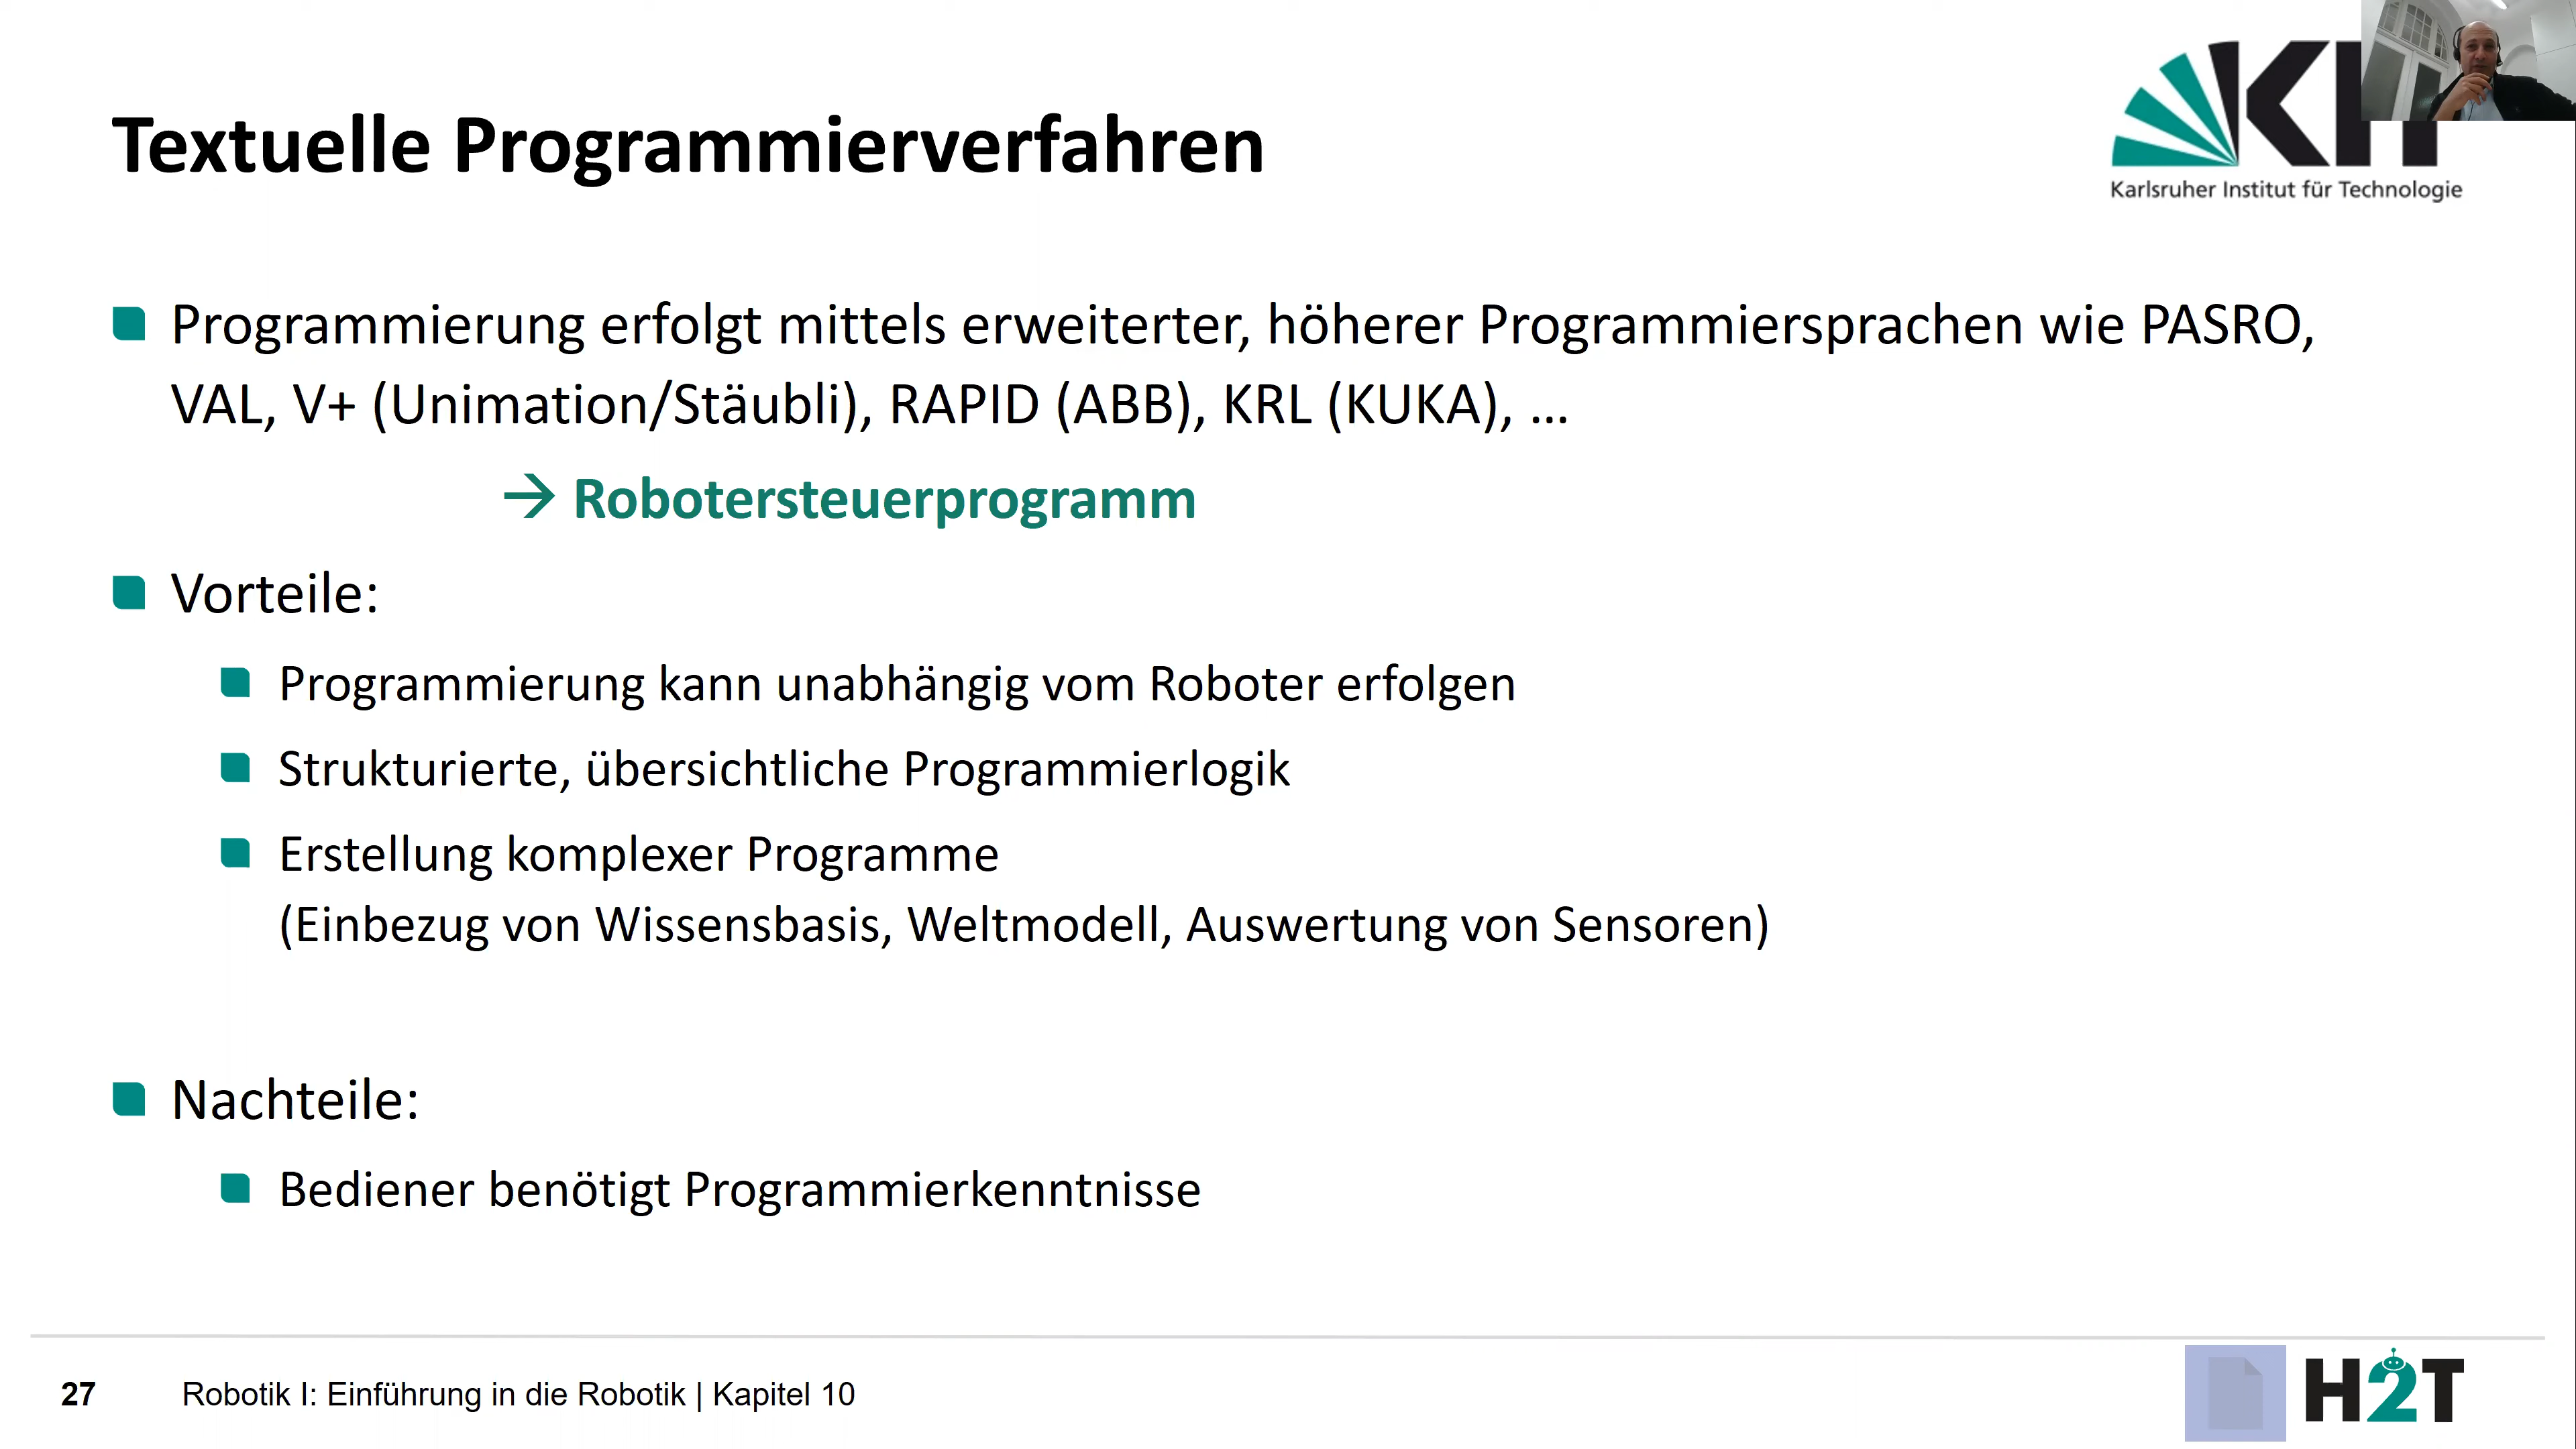 Textuelle Programmierverfahren
Karlsruher Institut für Technologie
Programmierung erfolgt mittels erweiterter, höherer Programmiersprachen wie PASRO,
VAL, V+ (Unimation/Stäubli), RAPID (ABB), KRL (KUKA), ...
→ Robotersteuerprogramm
Vorteile:
Programmierung kann unabhängig vom Roboter erfolgen
Strukturierte, übersichtliche Programmierlogik
Erstellung komplexer Programme
(Einbezug von Wissensbasis, Weltmodell, Auswertung von Sensoren)
Nachteile:
Bediener benötigt Programmierkenntnisse
27 Robotik I: Einführung in die Robotik | Kapitel 10
H2T